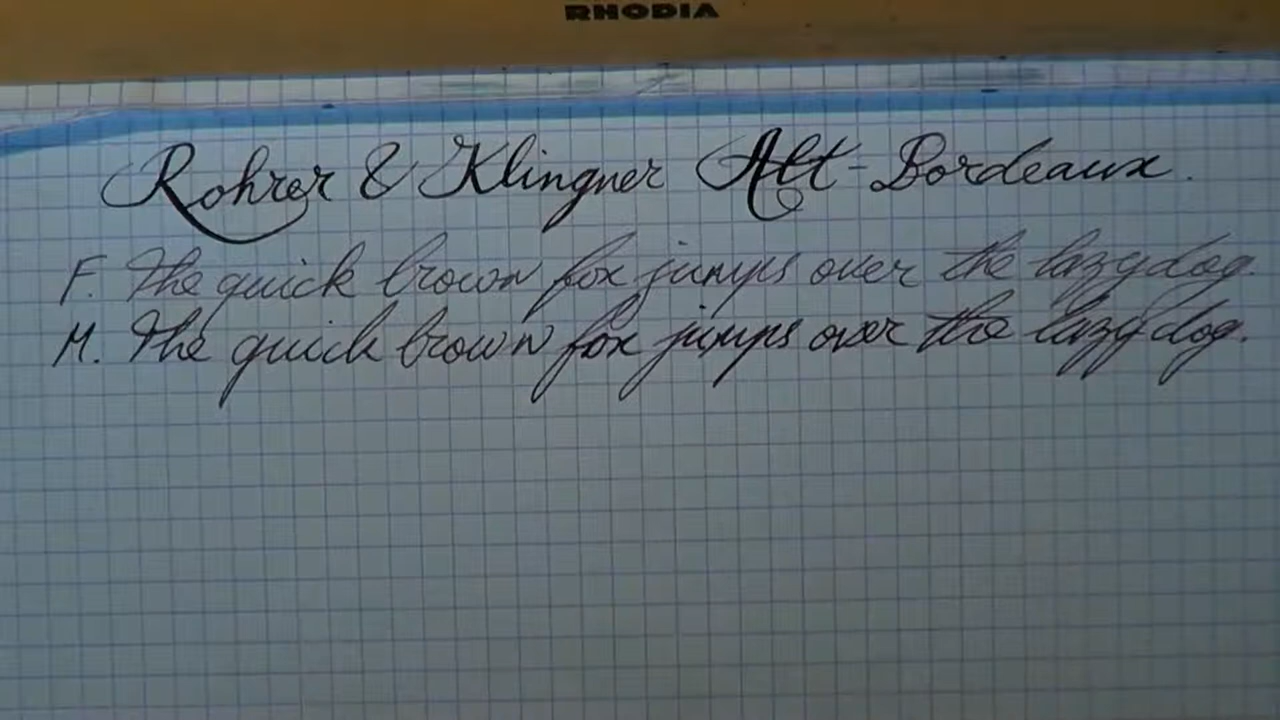 RHODIA
Rohrer & Klingner Alt-Bordeaux.
F. The quick brown fox jumps over the lazy dog.
M. The quick brown fox jumps over the lazy dog.